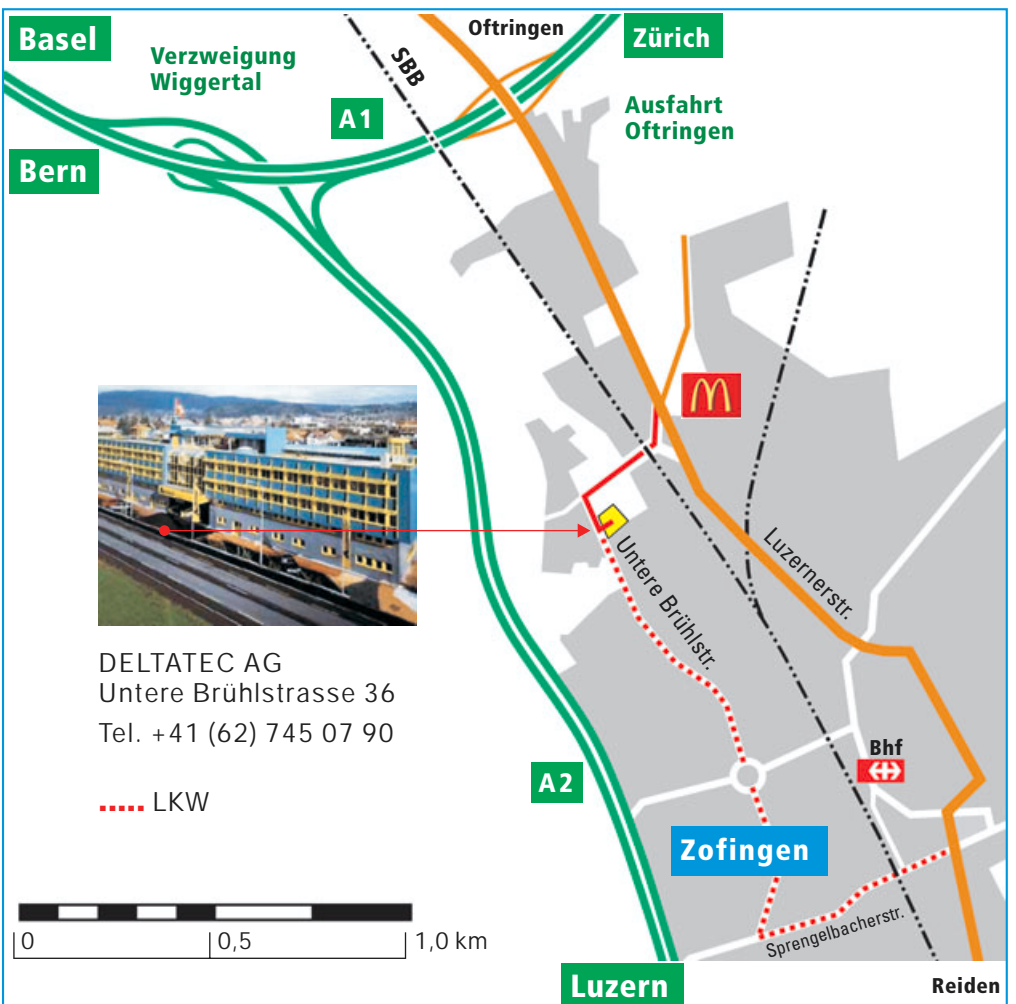 Basel
Verzweigung
Wiggertal
Oftringen
Zürich
SBB
A1
Ausfahrt
Oftringen
Bern
M
Luzernerstr.
Untere Brühlstr.
DELTATEC AG
Untere Brühlstrasse 36
Tel. +41 (62) 745 07 90
LKW
A2
Bhf
Zofingen
Sprengelbacherstr.
0 0,5 1,0 km
Luzern
Reiden